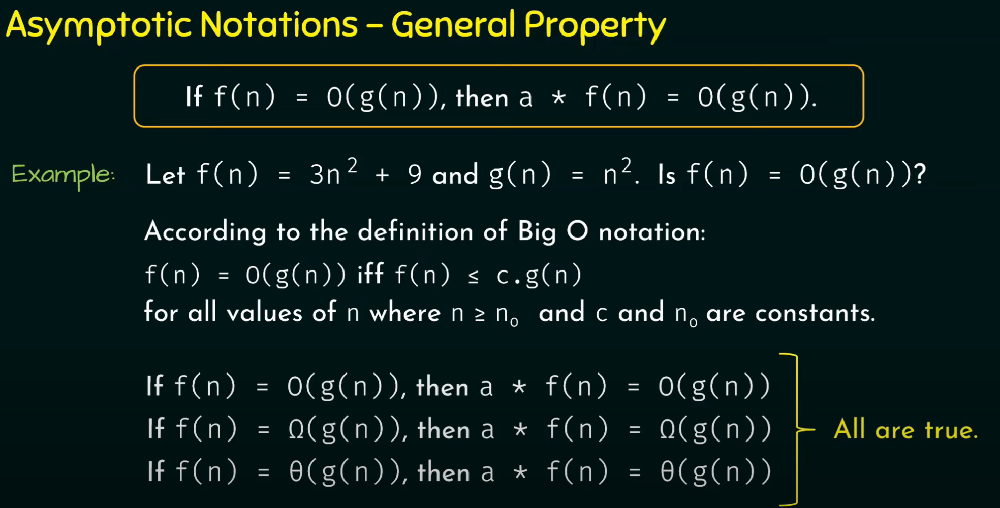 Asymptotic Notations – General Property
If f(n) = O(g(n)), then a * f(n) = O(g(n)).
Example: Let f(n) = 3n² + 9 and g(n) = n². Is f(n) = O(g(n))?
According to the definition of Big O notation:
f(n) = O(g(n)) iff f(n) ≤ c.g(n)
for all values of n where n ≥ n₀ and c and n₀ are constants.
If f(n) = O(g(n)), then a * f(n) = O(g(n))
If f(n) = Ω(g(n)), then a * f(n) = Ω(g(n))
All are true.
If f(n) = θ(g(n)), then a * f(n) = θ(g(n))